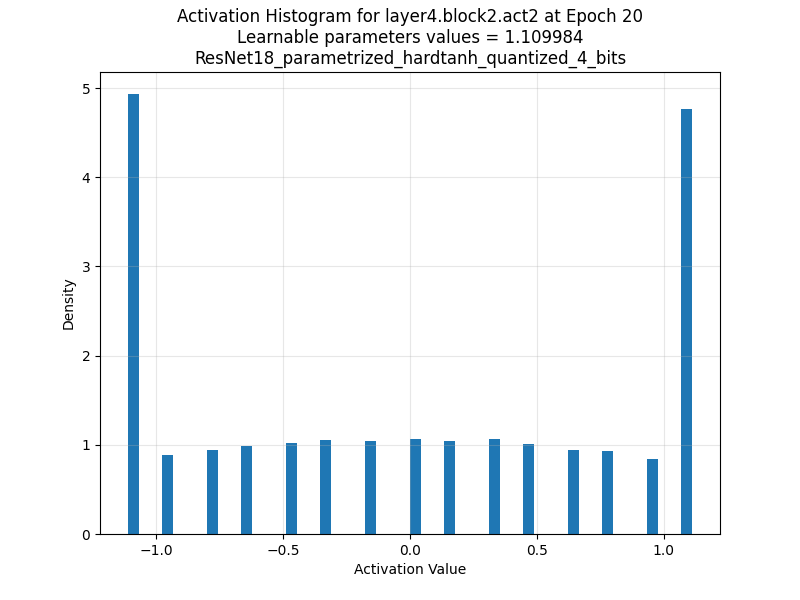 Activation Histogram for layer4.block2.act2 at Epoch 20
Learnable parameters values = 1.109984
ResNet18_parametrized_hardtanh_quantized_4_bits
5
4
3
2
1
0
Density
−1.0 −0.5 0.0 0.5 1.0
Activation Value